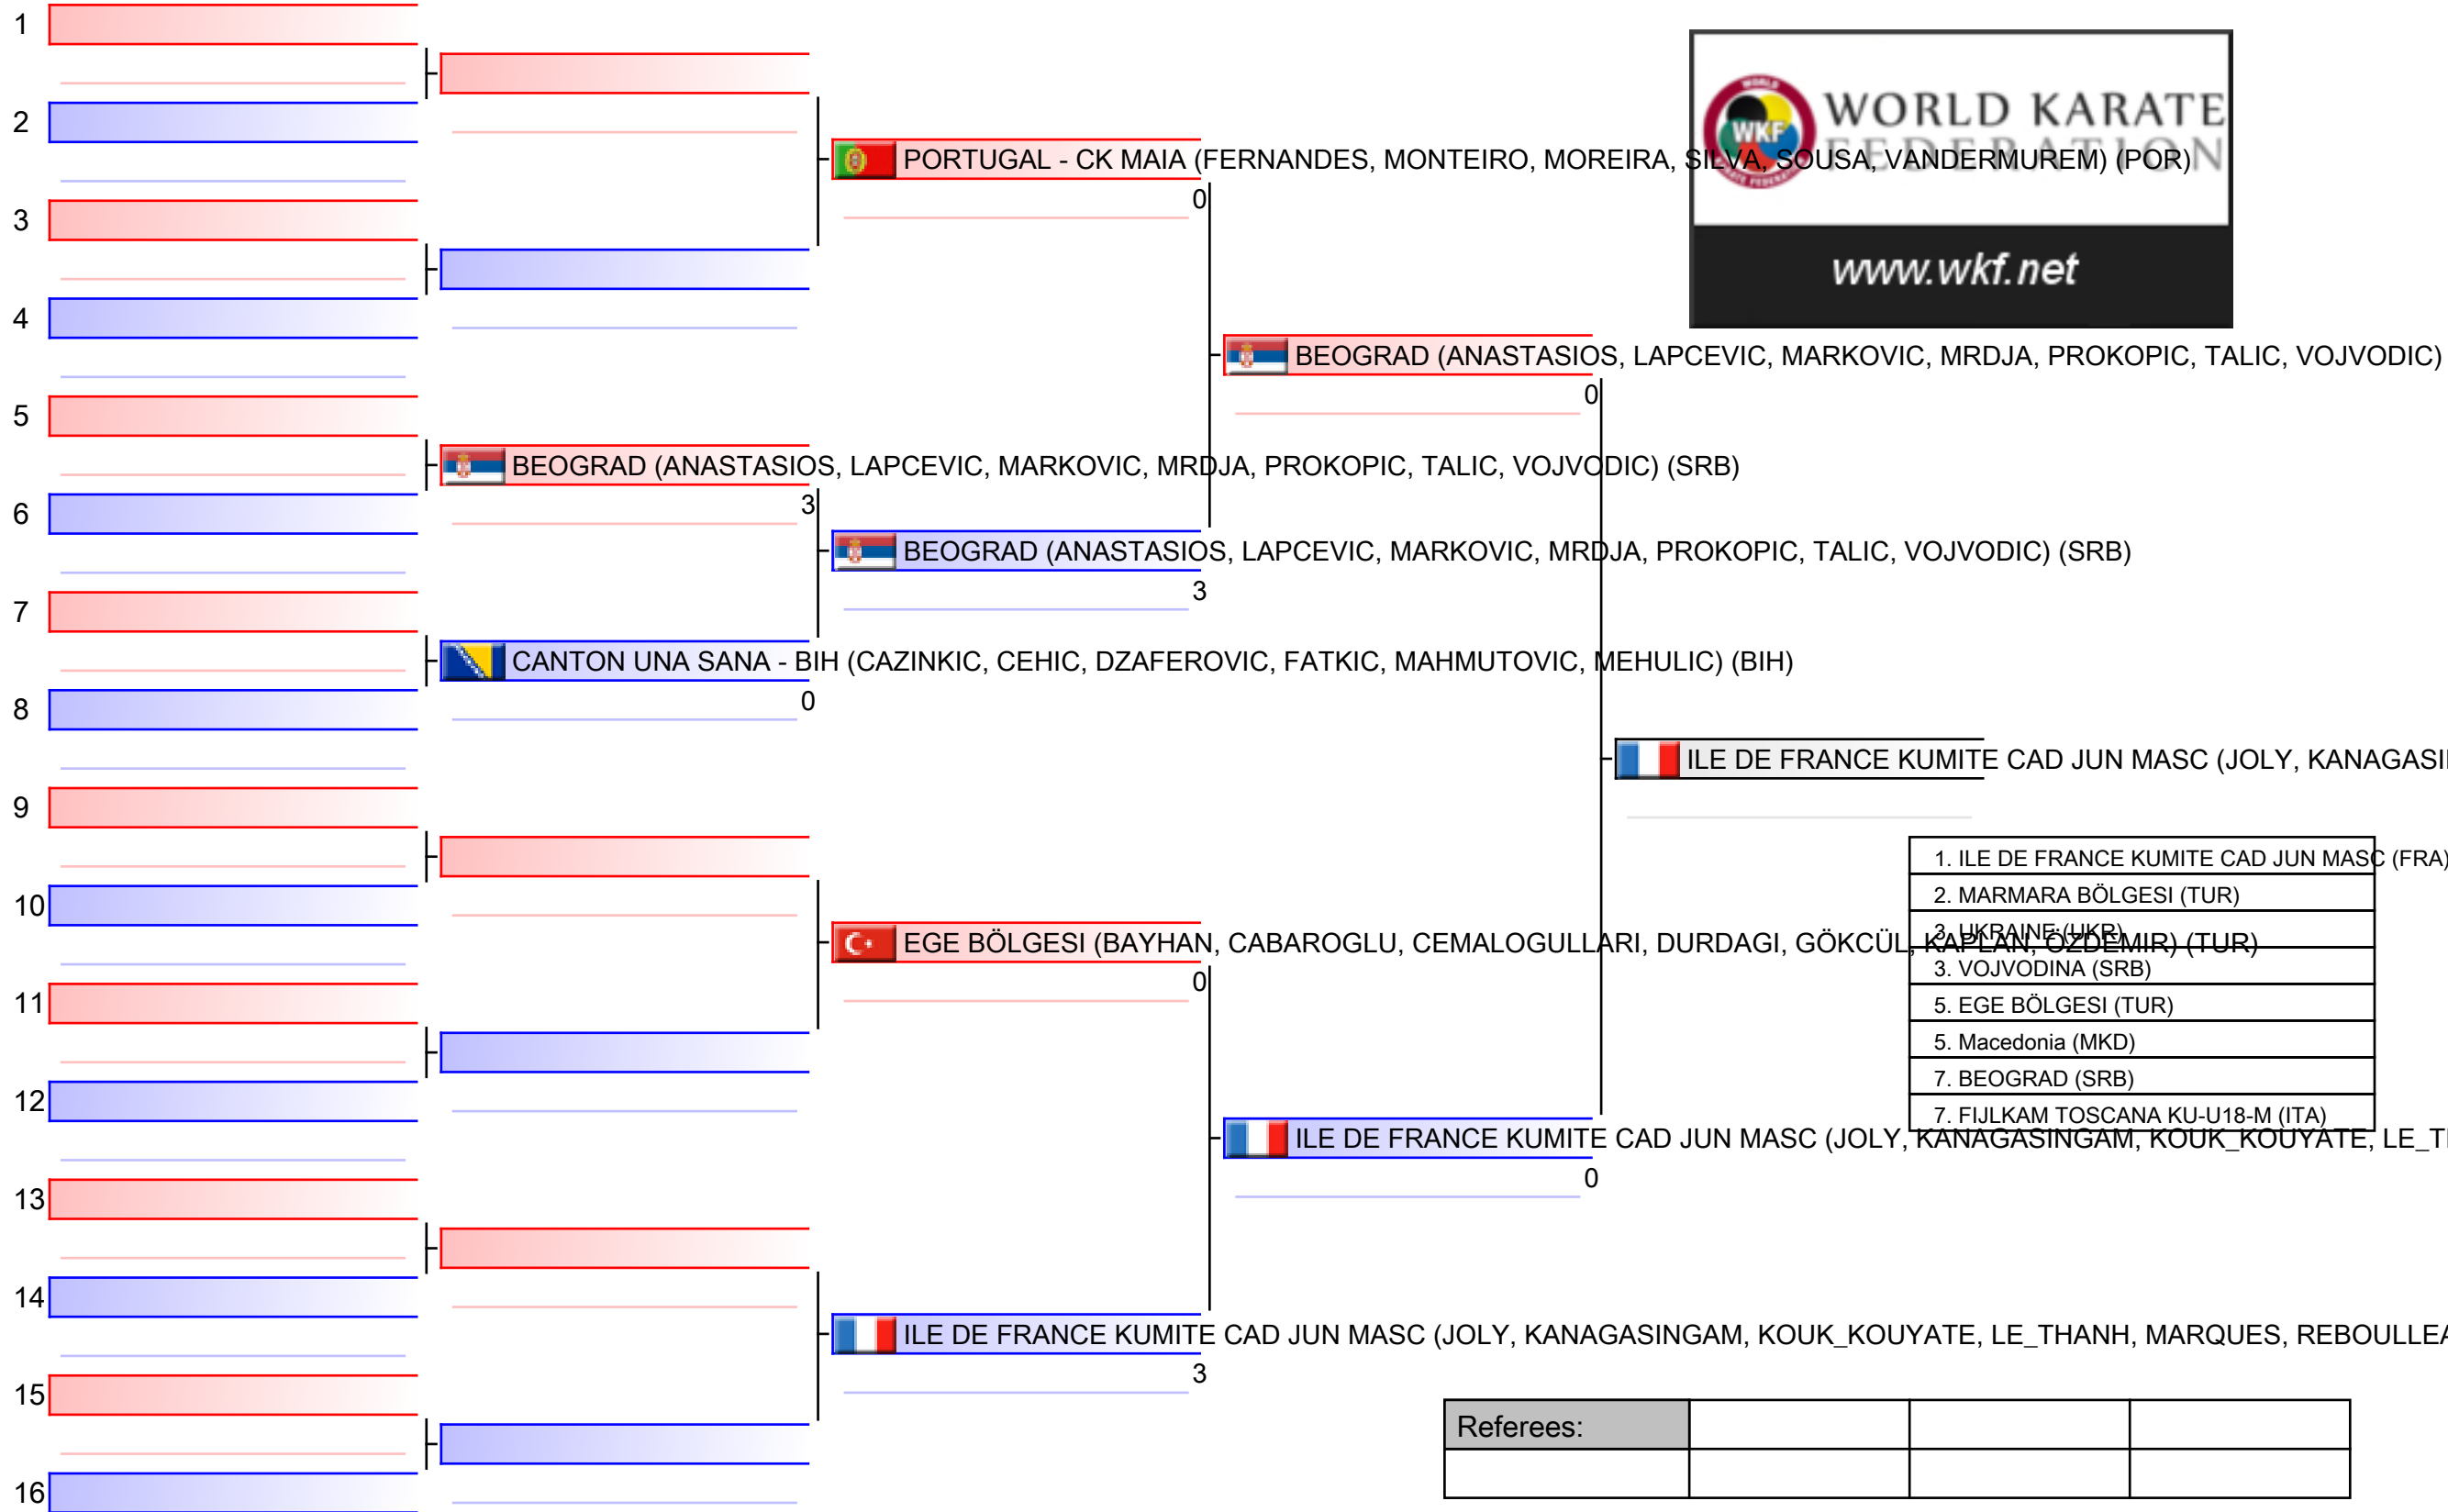 1
2
3
4
5
6
7
8
9
10
11
12
13
14
15
16
BEOGRAD (ANASTASIOS, LAPCEVIC, MARKOVIC, MRDJA, PROKOPIC, TALIC, VOJVODIC) (SRB)
3
CANTON UNA SANA - BIH (CAZINKIC, CEHIC, DZAFEROVIC, FATKIC, MAHMUTOVIC, MEHULIC) (BIH)
0
PORTUGAL - CK MAIA (FERNANDES, MONTEIRO, MOREIRA, SILVA, SOUSA, VANDERMUREM) (POR)
0
BEOGRAD (ANASTASIOS, LAPCEVIC, MARKOVIC, MRDJA, PROKOPIC, TALIC, VOJVODIC) (SRB)
3
EGE BÖLGESI (BAYHAN, CABAROGLU, CEMALOGULLARI, DURDAGI, GÖKCÜL, KAPLAN, ÖZDEMIR) (TUR)
0
ILE DE FRANCE KUMITE CAD JUN MASC (JOLY, KANAGASINGAM, KOUK_KOUYATE, LE_THANH, MARQUES, REBOULLEA
3
BEOGRAD (ANASTASIOS, LAPCEVIC, MARKOVIC, MRDJA, PROKOPIC, TALIC, VOJVODIC)
0
ILE DE FRANCE KUMITE CAD JUN MASC (JOLY, KANAGASINGAM, KOUK_KOUYATE, LE_T
0
ILE DE FRANCE KUMITE CAD JUN MASC (JOLY, KANAGASI
WORLD KARATE
FEDERATION
WKF
WORLD
KARATE FEDERATION
www.wkf.net
1. ILE DE FRANCE KUMITE CAD JUN MASC (FRA)
2. MARMARA BÖLGESI (TUR)
3. UKRAINE (UKR)
3. VOJVODINA (SRB)
5. EGE BÖLGESI (TUR)
5. Macedonia (MKD)
7. BEOGRAD (SRB)
7. FIJLKAM TOSCANA KU-U18-M (ITA)
Referees: